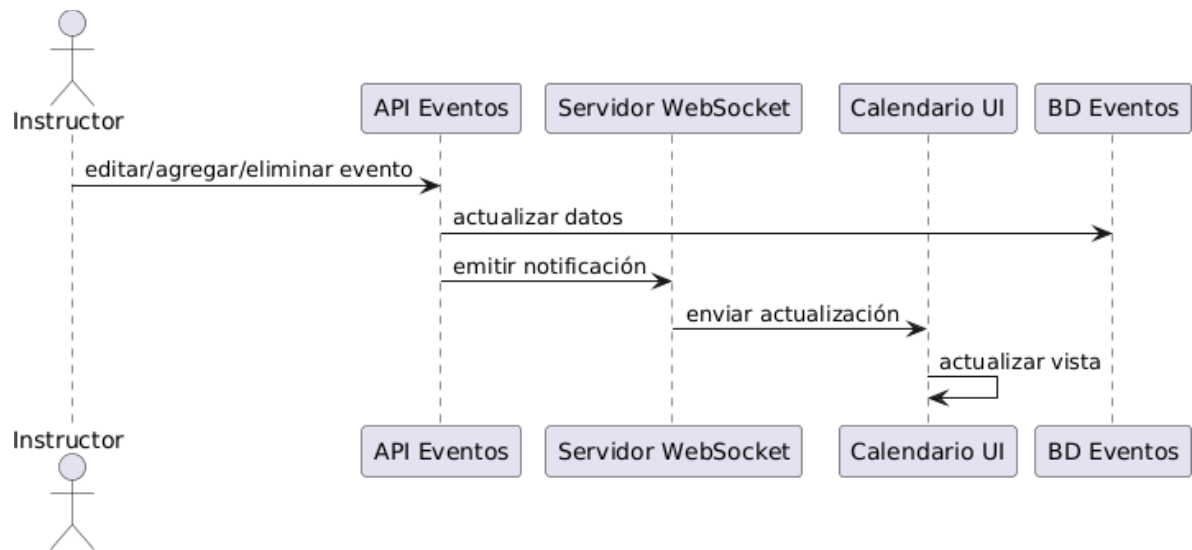 Instructor
API Eventos
Servidor WebSocket
Calendario UI
BD Eventos
editar/agregar/eliminar evento
actualizar datos
emitir notificación
enviar actualización
actualizar vista
Instructor
API Eventos
Servidor WebSocket
Calendario UI
BD Eventos